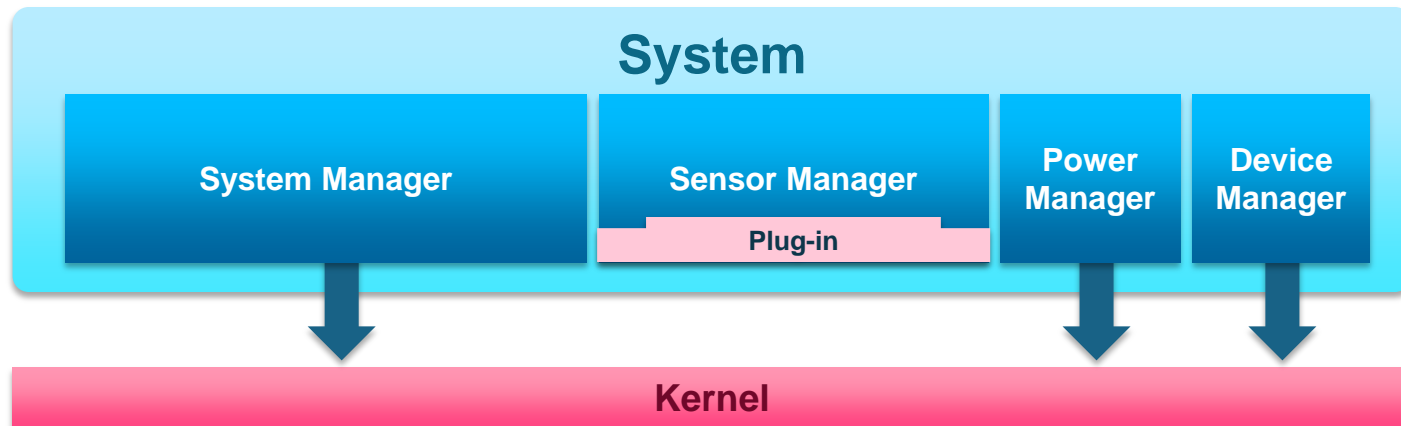 System
System Manager
Sensor Manager
Plug-in
Power
Manager
Device
Manager
Kernel